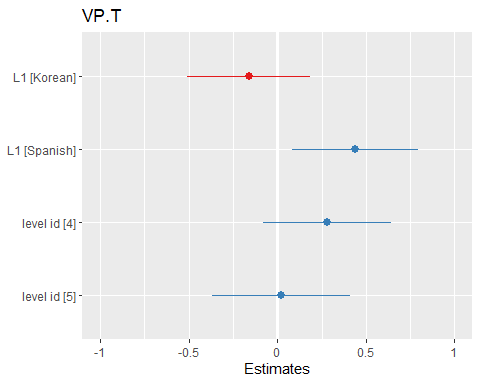 VP.T
L1 [Korean]
L1 [Spanish]
level id [4]
level id [5]
-1 -0.5 0 0.5 1
Estimates